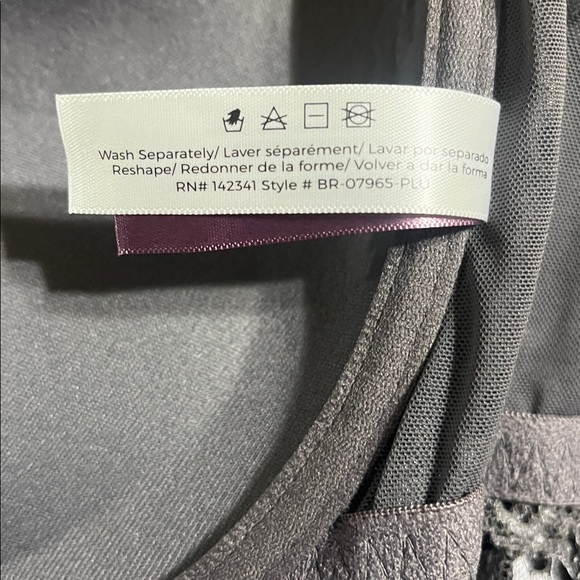 Wash Separately/ Laver séparément/ Lavar por separado
Reshape/ Redonner de la forme/ Volver a dar la forma
RN# 142341 Style # BR-07965-PLU